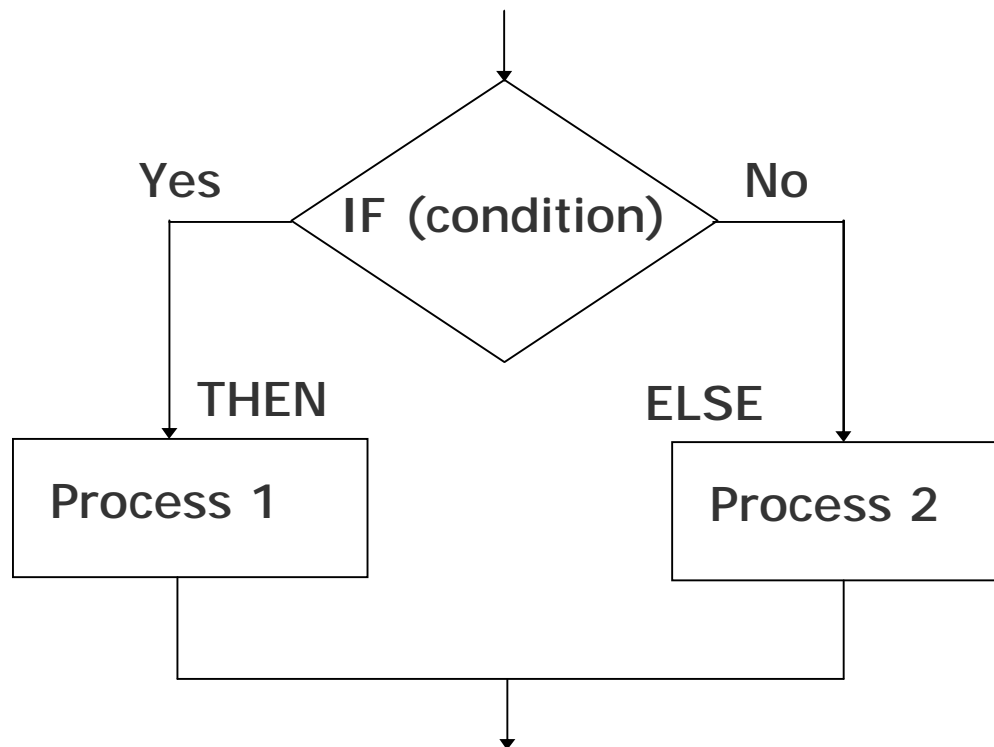 Yes
No
IF (condition)
THEN
ELSE
Process 1
Process 2